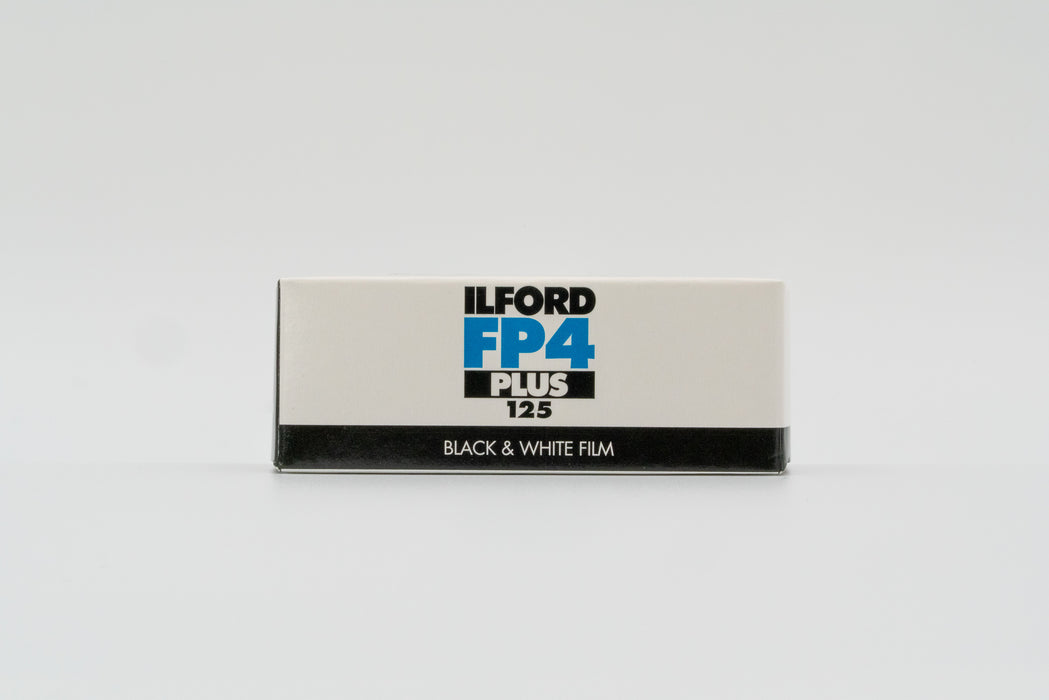 ILFORD
FP4
PLUS
125
BLACK & WHITE FILM